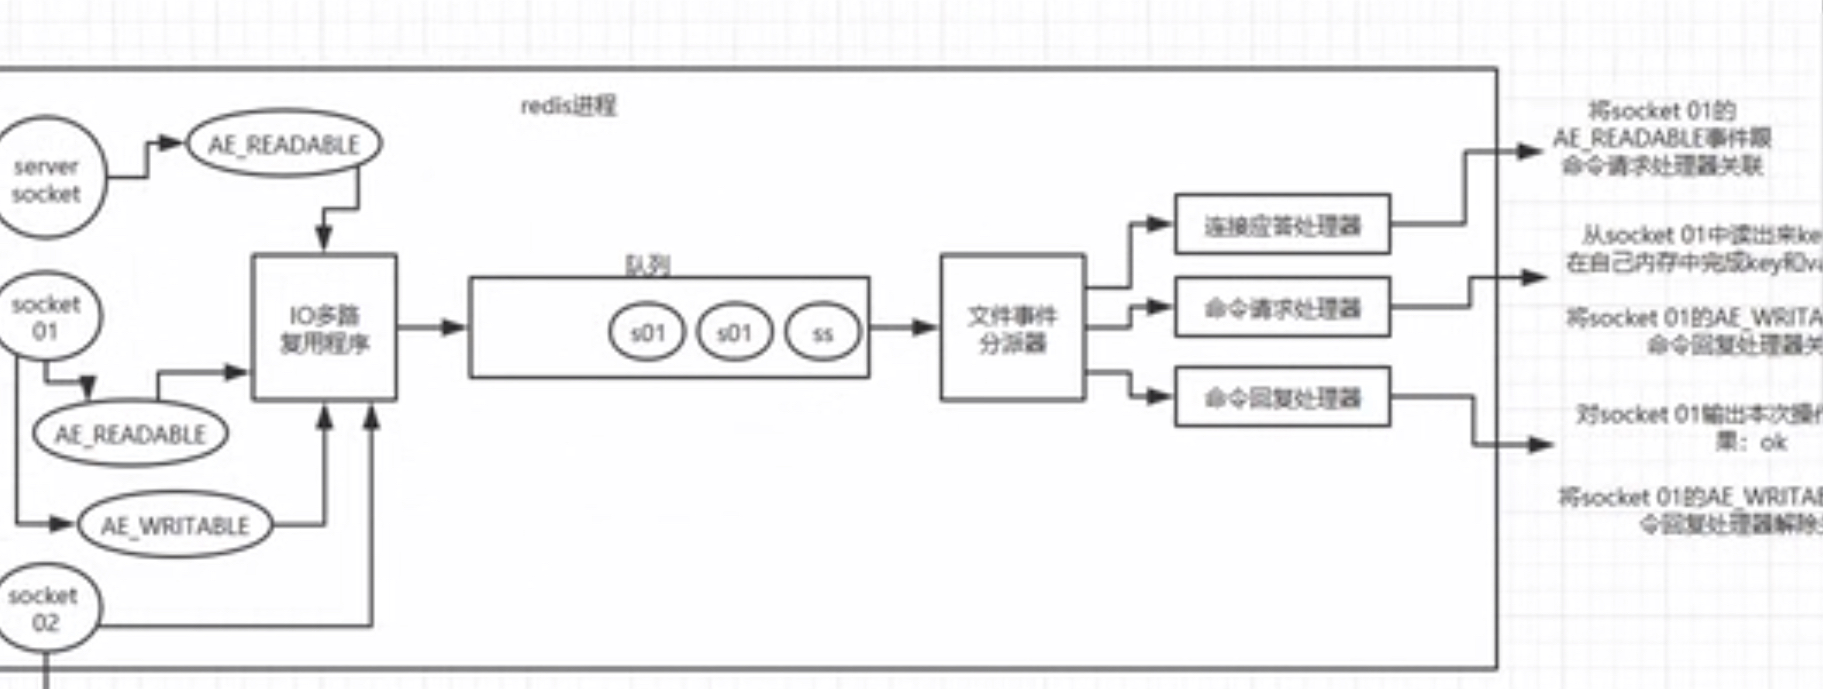 redis进程
server
socket
AE_READABLE
socket
01
AE_READABLE
AE_WRITABLE
socket
02
IO多路
复用程序
队列
s01
s01
ss
文件事件
分派器
连接应答处理器
命令请求处理器
命令回复处理器
将socket 01的
AE_READABLE事件跟
命令请求处理器关联
从socket 01中读出来ke
在自己内存中完成key和va
将socket 01的AE_WRITA
命令回复处理器关
对socket 01输出本次操作
果：ok
将socket 01的AE_WRITAB
令回复处理器解除